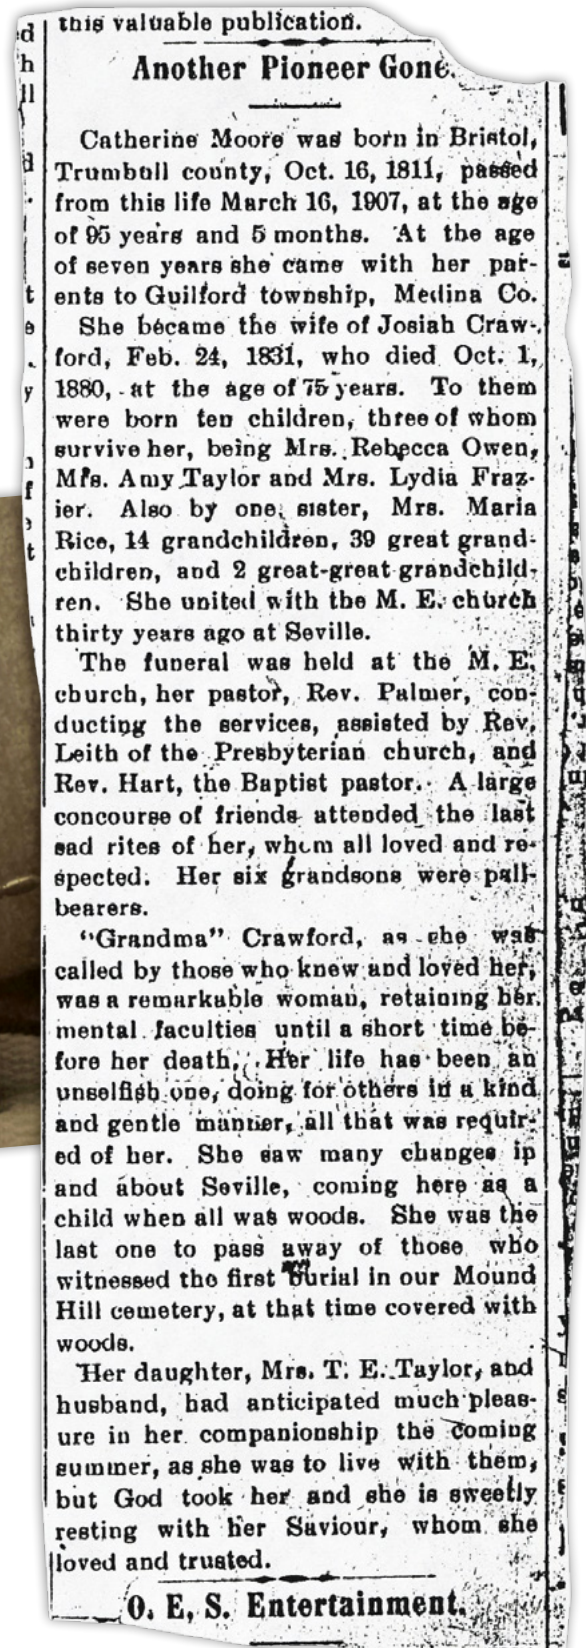 this valuable publication.
Another Pioneer Gone.
Catherine Moore was born in Bristol,
Trumbull county, Oct. 16, 1811, passed
from this life March 16, 1907, at the age
of 95 years and 5 months. At the age
of seven years she came with her par-
ents to Guilford township, Medina Co.
She became the wife of Josiah Craw-
ford, Feb. 24, 1831, who died Oct. 1,
1880, at the age of 75 years. To them
were born ten children, three of whom
survive her, being Mrs. Rebecca Owen,
Mrs. Amy Taylor and Mrs. Lydia Fraz-
ier. Also by one sister, Mrs. Maria
Rice, 14 grandchildren, 39 great grand-
children, and 2 great-great grandchild-
ren. She united with the M. E. church
thirty years ago at Seville.
The funeral was held at the M. E.
church, her pastor, Rev. Palmer, con-
ducting the services, assisted by Rev.
Leith of the Presbyterian church, and
Rev. Hart, the Baptist pastor. A large
concourse of friends attended the last
sad rites of her, whom all loved and re-
spected. Her six grandsons were pall-
bearers.
"Grandma" Crawford, as she was
called by those who knew and loved her,
was a remarkable woman, retaining her
mental faculties until a short time be-
fore her death. Her life has been an
unselfish one, doing for others in a kind
and gentle manner, all that was requir-
ed of her. She saw many changes in
and about Seville, coming here as a
child when all was woods. She was the
last one to pass away of those who
witnessed the first burial in our Mound
Hill cemetery, at that time covered with
woods.
Her daughter, Mrs. T. E. Taylor, and
husband, had anticipated much pleas-
ure in her companionship the coming
summer, as she was to live with them,
but God took her and she is sweetly
resting with her Saviour, whom she
loved and trusted.
O. E. S. Entertainment.